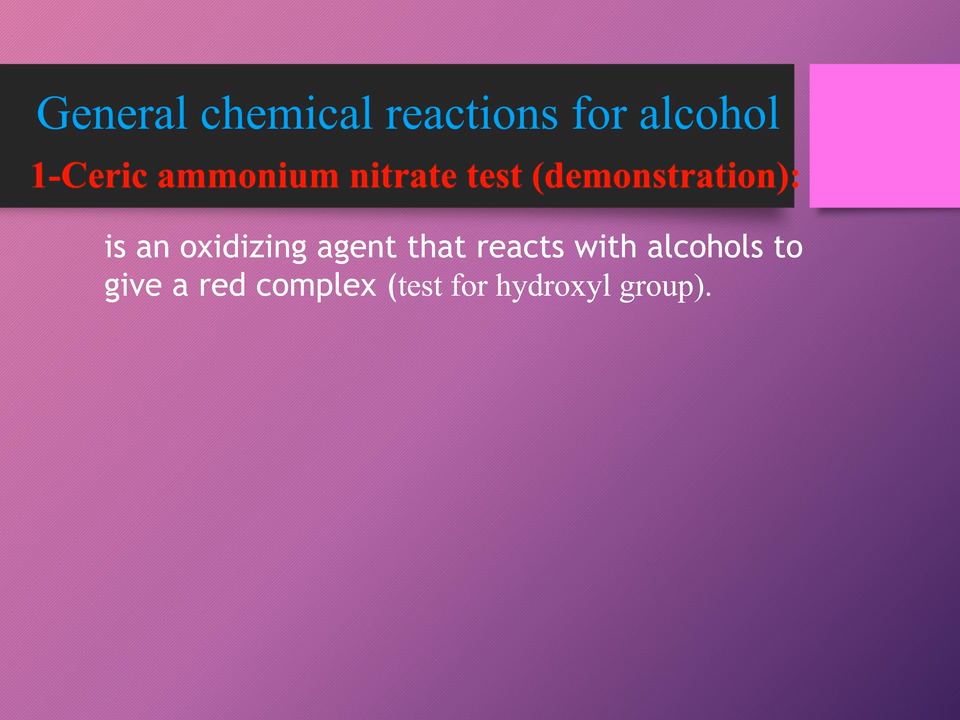 General chemical reactions for alcohol
1-Ceric ammonium nitrate test (demonstration):
is an oxidizing agent that reacts with alcohols to
give a red complex (test for hydroxyl group).